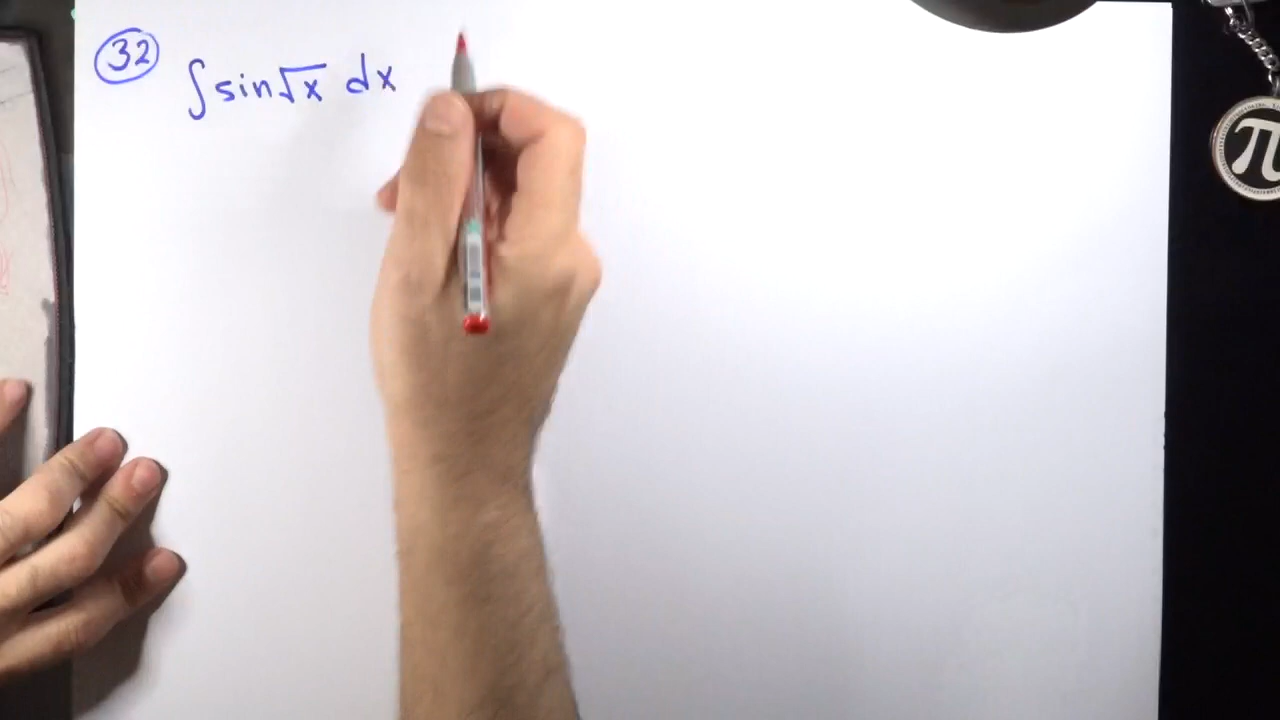 32
∫ sin√x dx
π